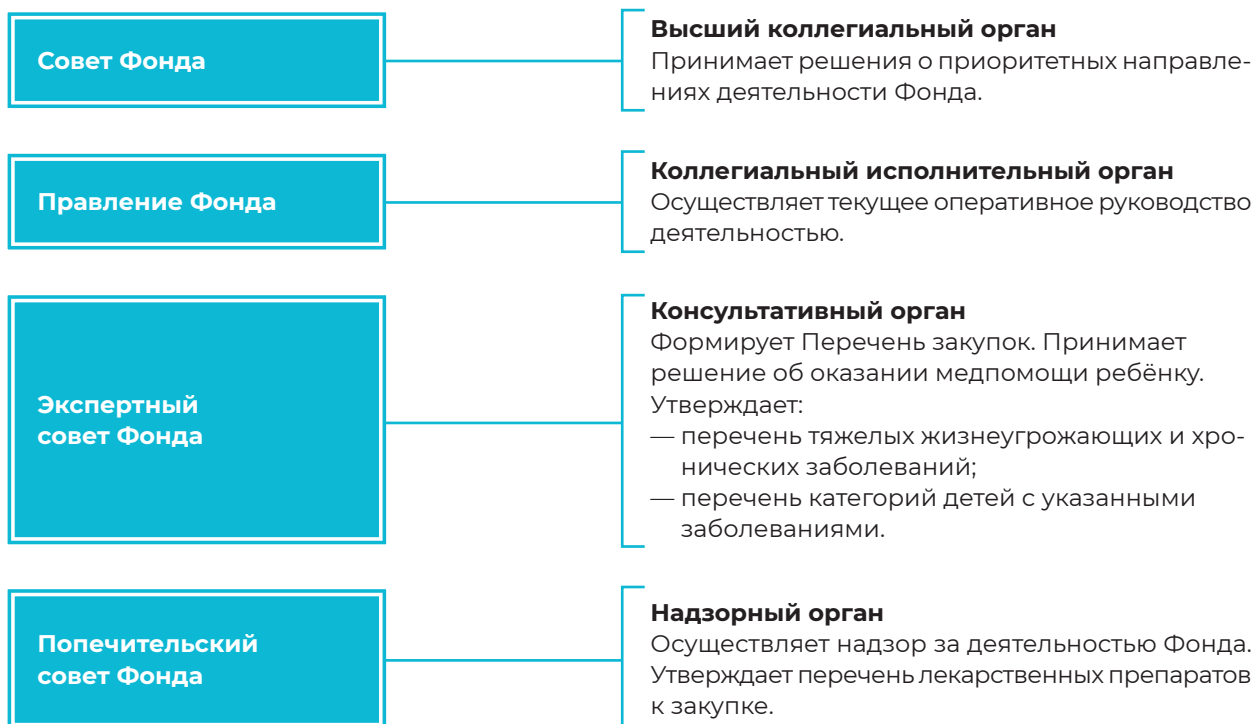 Совет Фонда
Высший коллегиальный орган
Принимает решения о приоритетных направле-
ниях деятельности Фонда.
Правление Фонда
Коллегиальный исполнительный орган
Осуществляет текущее оперативное руководство
деятельностью.
Экспертный
совет Фонда
Консультативный орган
Формирует Перечень закупок. Принимает
решение об оказании медпомощи ребёнку.
Утверждает:
— перечень тяжелых жизнеугрожающих и хро-
нических заболеваний;
— перечень категорий детей с указанными
заболеваниями.
Попечительский
совет Фонда
Надзорный орган
Осуществляет надзор за деятельностью Фонда.
Утверждает перечень лекарственных препаратов
к закупке.